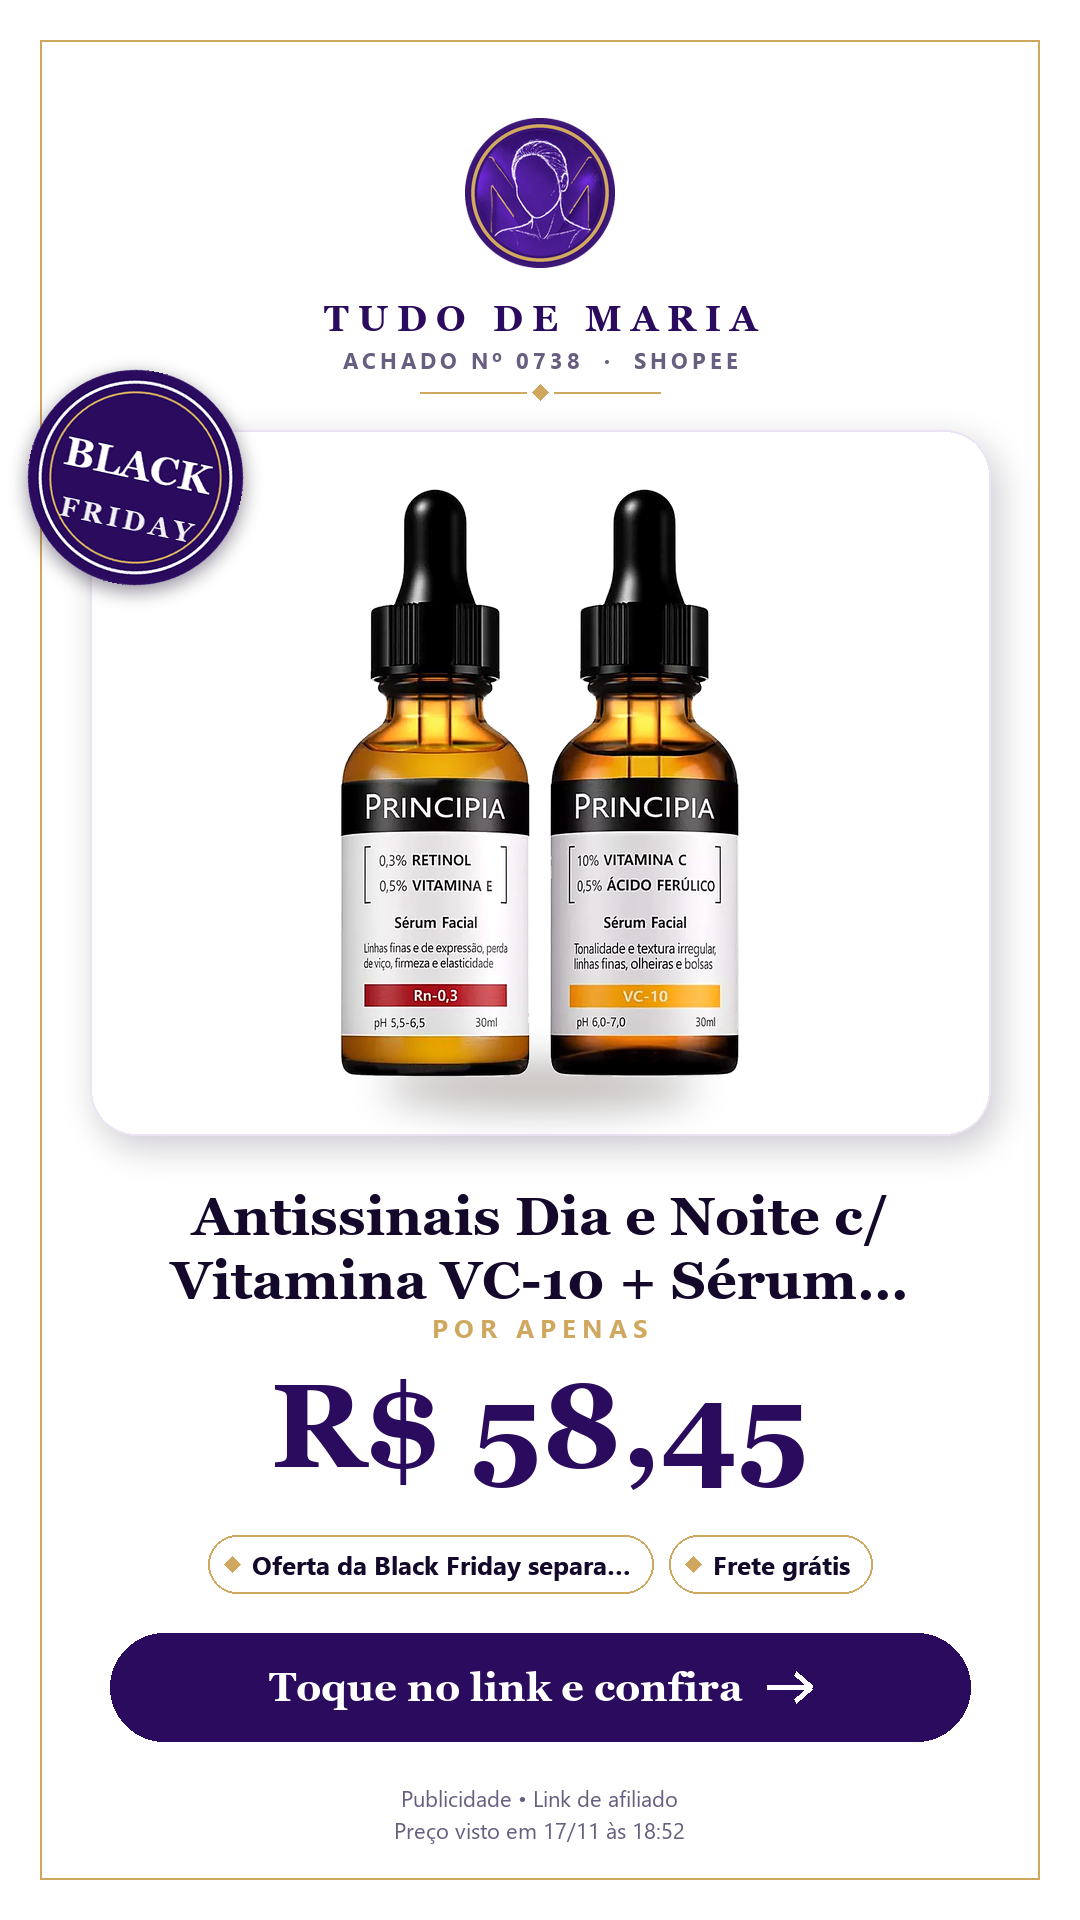 TUDO DE MARIA
ACHADO Nº 0738 · SHOPEE
BLACK
FRIDAY
PRINCIPIA
0,3% RETINOL
0,5% VITAMINA E
Sérum Facial
Linhas finas e de expressão, perda
de viço, firmeza e elasticidade
Rn-0,3
pH 5,5-6,5 30ml
PRINCIPIA
10% VITAMINA C
0,5% ÁCIDO FERÚLICO
Sérum Facial
Tonalidade e textura irregular,
linhas finas, olheiras e bolsas
VC-10
pH 6,0-7,0 30ml
Antissinais Dia e Noite c/
Vitamina VC-10 + Sérum...
POR APENAS
R$ 58,45
Oferta da Black Friday separa...
Frete grátis
Toque no link e confira →
Publicidade • Link de afiliado
Preço visto em 17/11 às 18:52